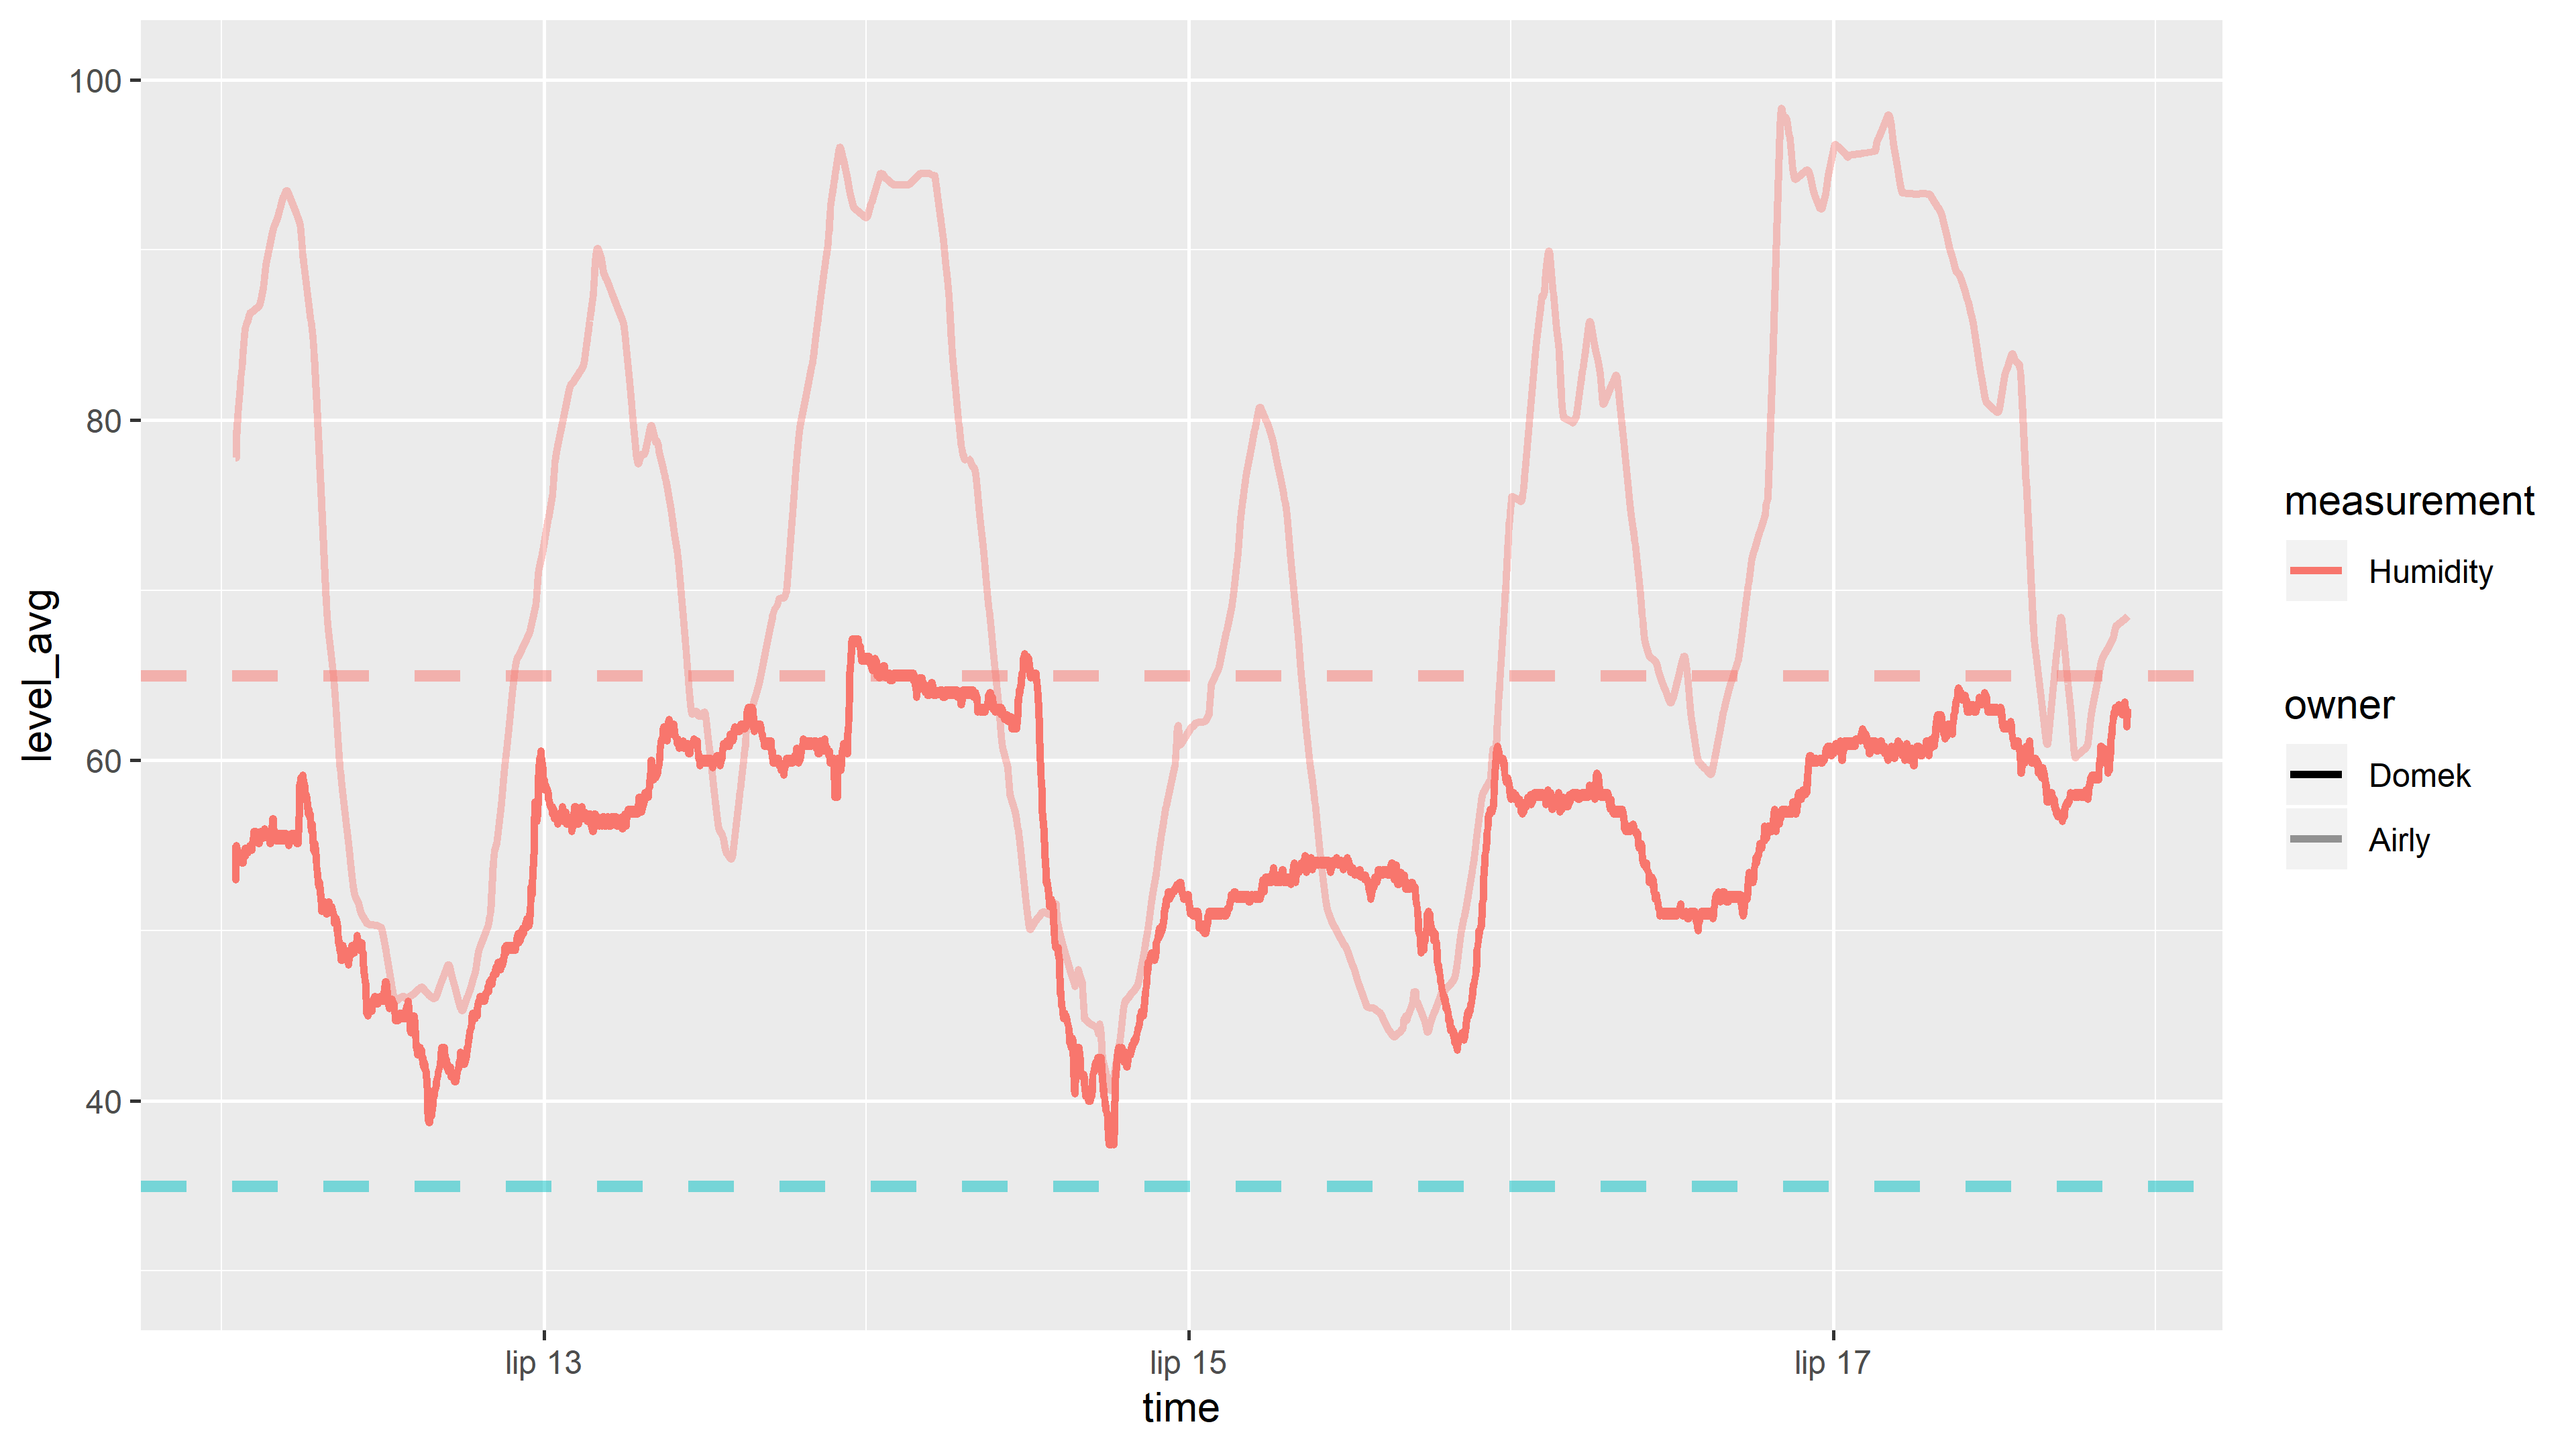 level_avg
100
80
60
40
lip 13
lip 15
lip 17
time
measurement
Humidity
owner
Domek
Airly